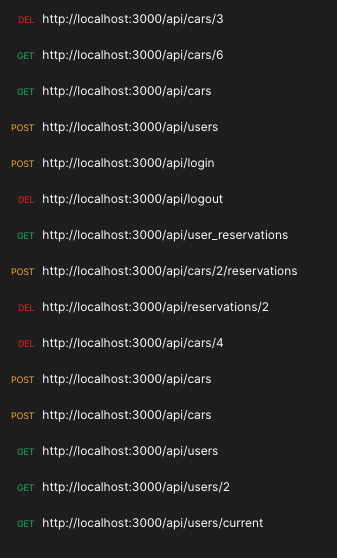 DEL http://localhost:3000/api/cars/3
GET http://localhost:3000/api/cars/6
GET http://localhost:3000/api/cars
POST http://localhost:3000/api/users
POST http://localhost:3000/api/login
DEL http://localhost:3000/api/logout
GET http://localhost:3000/api/user_reservations
POST http://localhost:3000/api/cars/2/reservations
DEL http://localhost:3000/api/reservations/2
DEL http://localhost:3000/api/cars/4
POST http://localhost:3000/api/cars
POST http://localhost:3000/api/cars
GET http://localhost:3000/api/users
GET http://localhost:3000/api/users/2
GET http://localhost:3000/api/users/current